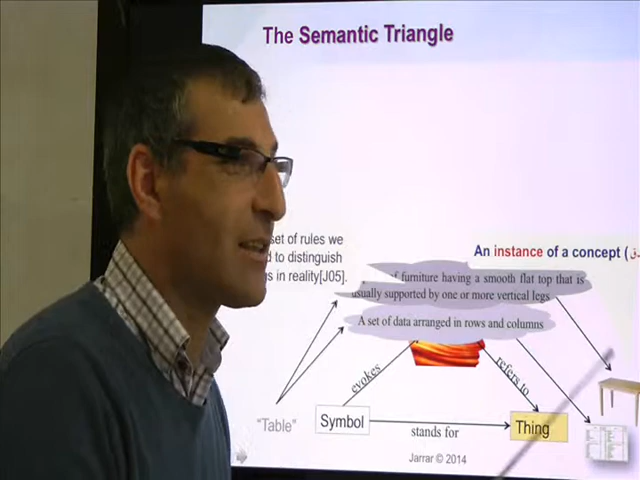 The Semantic Triangle
set of rules we
to distinguish
in reality[J05].
An instance of a concept (
of furniture having a smooth flat top that is
usually supported by one or more vertical legs
A set of data arranged in rows and columns
evokes
refers to
"Table"
Symbol
stands for
Thing
Jarrar © 2014